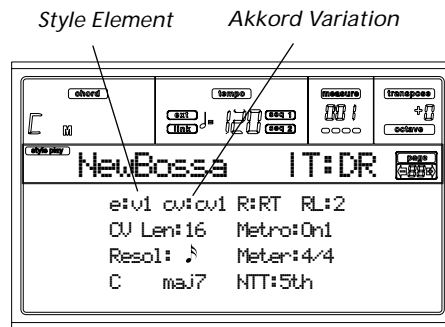 Style Element Akkord Variation
chord tempo measure transpose
C M ext link ♩= 120 seq 1 seq 2 001 +0 octave
style play NewBossa IT:DR page
e:v1 cv:cv1 R:RT RL:2
CV Len:16 Metro:On1
Resol: ♪ Meter:4/4
C maj7 NTT:5th